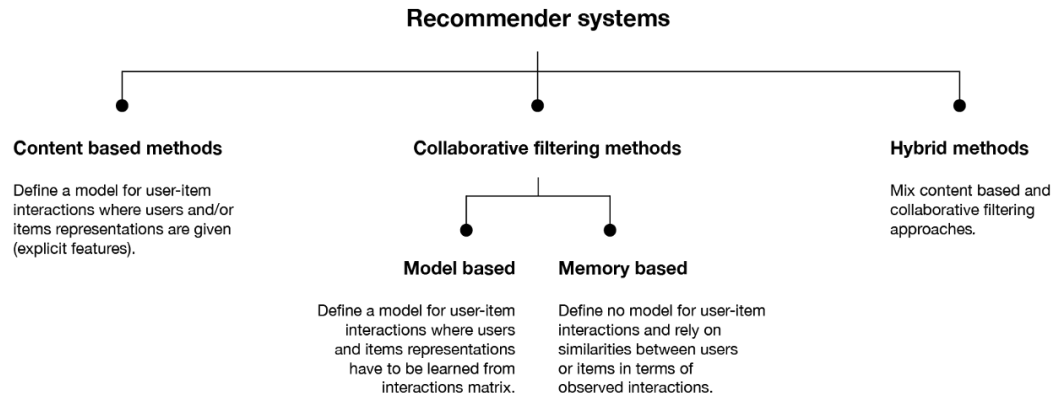 Recommender systems
Content based methods
Define a model for user-item
interactions where users and/or
items representations are given
(explicit features).
Collaborative filtering methods
Model based
Define a model for user-item
interactions where users
and items representations
have to be learned from
interactions matrix.
Memory based
Define no model for user-item
interactions and rely on
similarities between users
or items in terms of
observed interactions.
Hybrid methods
Mix content based and
collaborative filtering
approaches.